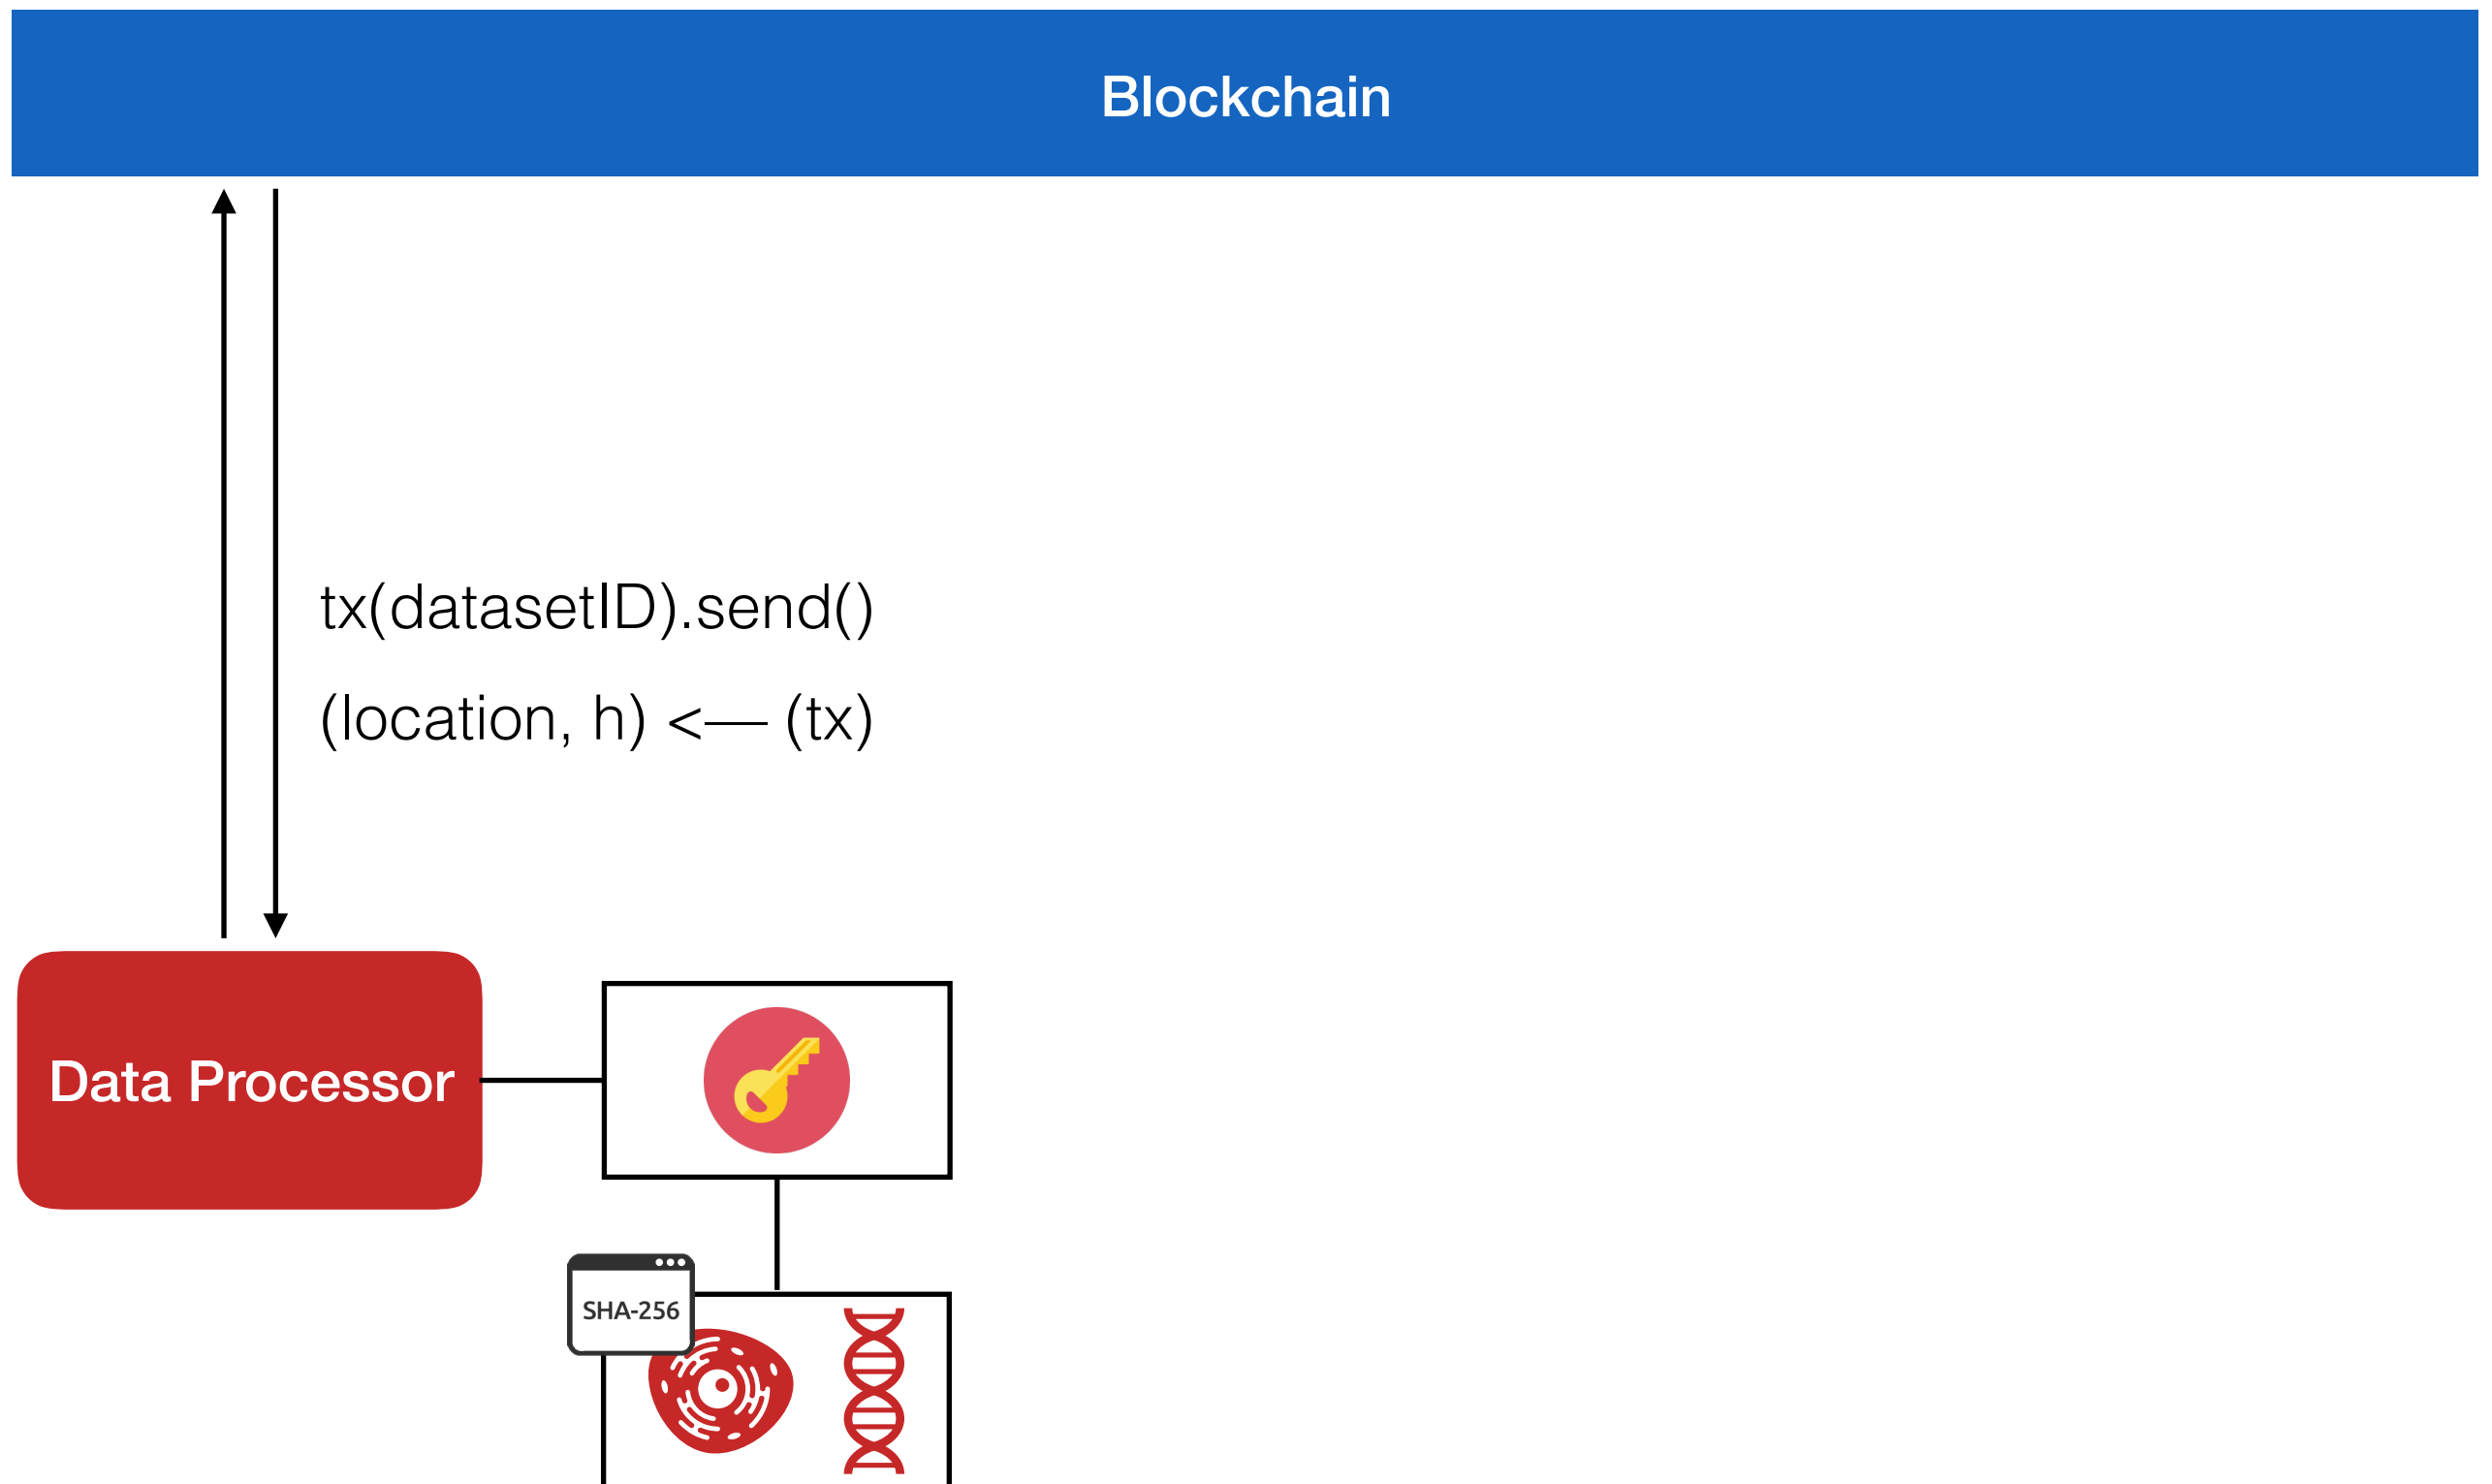 Blockchain
tx(datasetID).send()
(location, h) <— (tx)
Data Processor
SHA-256